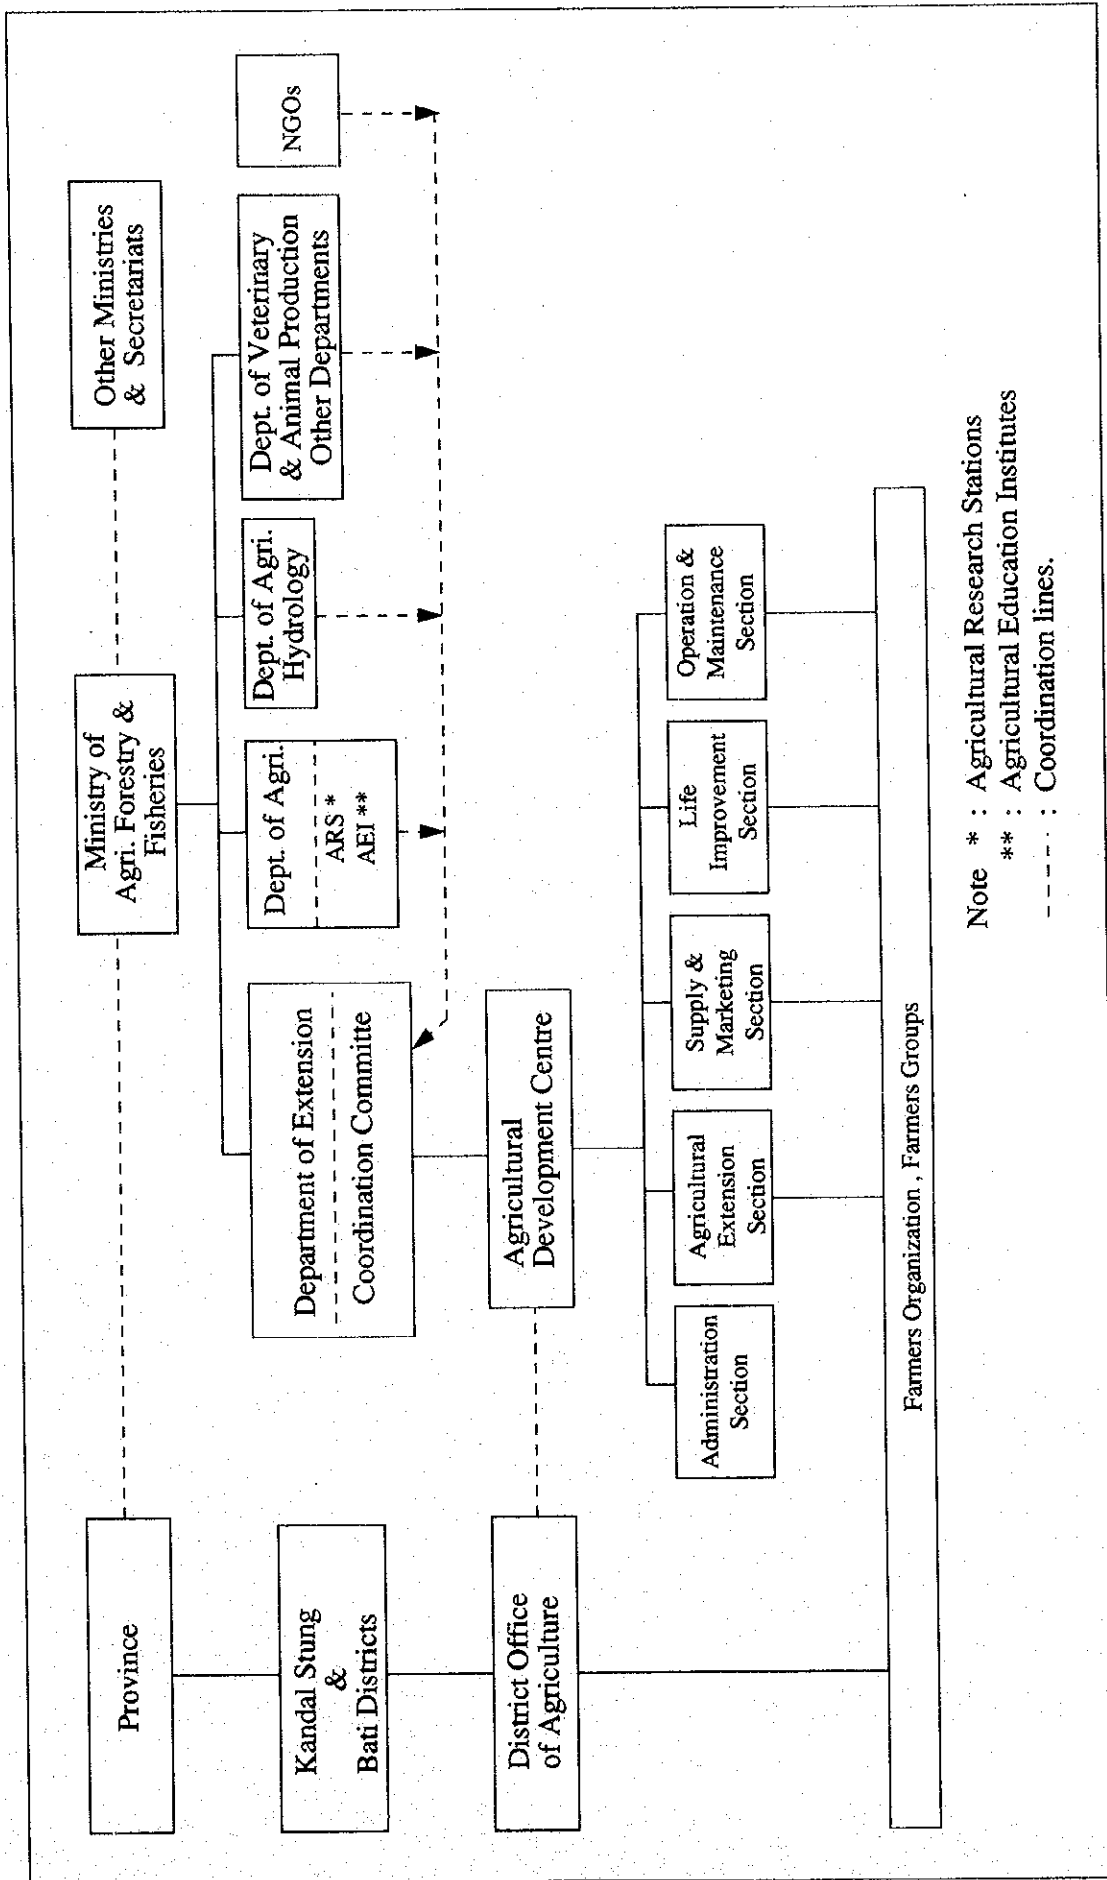 Province
Ministry of
Agri. Forestry &
Fisheries
Other Ministries
& Secretariats
Kandal Stung
&
Bati Districts
Department of Extension
Coordination Committe
Dept. of Agri.
ARS *
AEI **
Dept. of Agri.
Hydrology
Dept. of Veterinary
& Animal Production
Other Departments
NGOs
District Office
of Agriculture
Agricultural
Development Centre
Administration
Section
Agricultural
Extension
Section
Supply &
Marketing
Section
Life
Improvement
Section
Operation &
Maintenance
Section
Farmers Organization , Farmers Groups
Note * : Agricultural Research Stations
** : Agricultural Education Institutes
---- : Coordination lines.